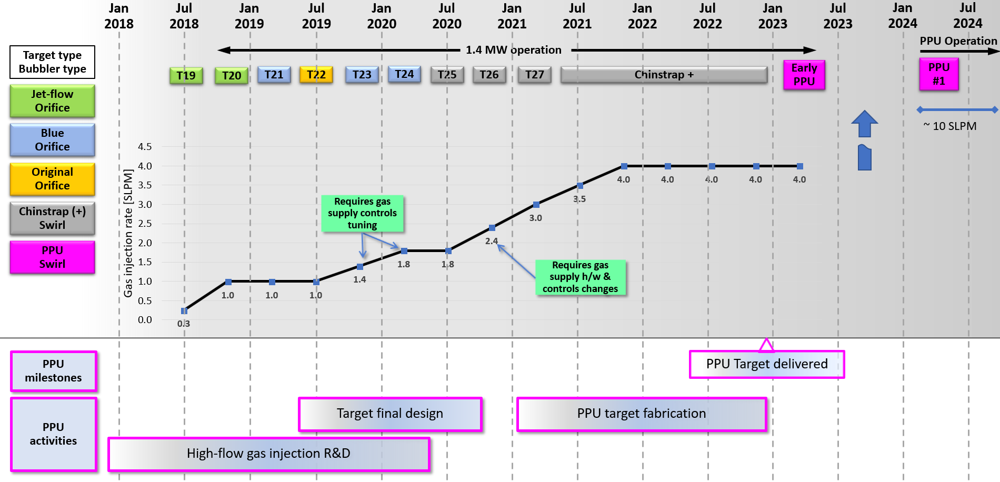 Jan 2018
Jul 2018
Jan 2019
Jul 2019
Jan 2020
Jul 2020
Jan 2021
Jul 2021
Jan 2022
Jul 2022
Jan 2023
Jul 2023
Jan 2024
Jul 2024
1.4 MW operation
PPU Operation
Target type
Bubbler type
T19
T20
T21
T22
T23
T24
T25
T26
T27
Chinstrap +
Early
PPU
PPU
#1
~ 10 SLPM
Jet-flow
Orifice
Blue
Orifice
Original
Orifice
Chinstrap (+)
Swirl
PPU
Swirl
Gas injection rate [SLPM]
4.5
4.0
3.5
3.0
2.5
2.0
1.5
1.0
0.5
0.0
0.3
1.0
1.0
1.0
1.4
1.8
1.8
2.4
3.0
3.5
4.0
4.0
4.0
4.0
4.0
Requires gas
supply controls
tuning
Requires gas
supply h/w &
controls changes
PPU
milestones
PPU Target delivered
PPU
activities
Target final design
PPU target fabrication
High-flow gas injection R&D